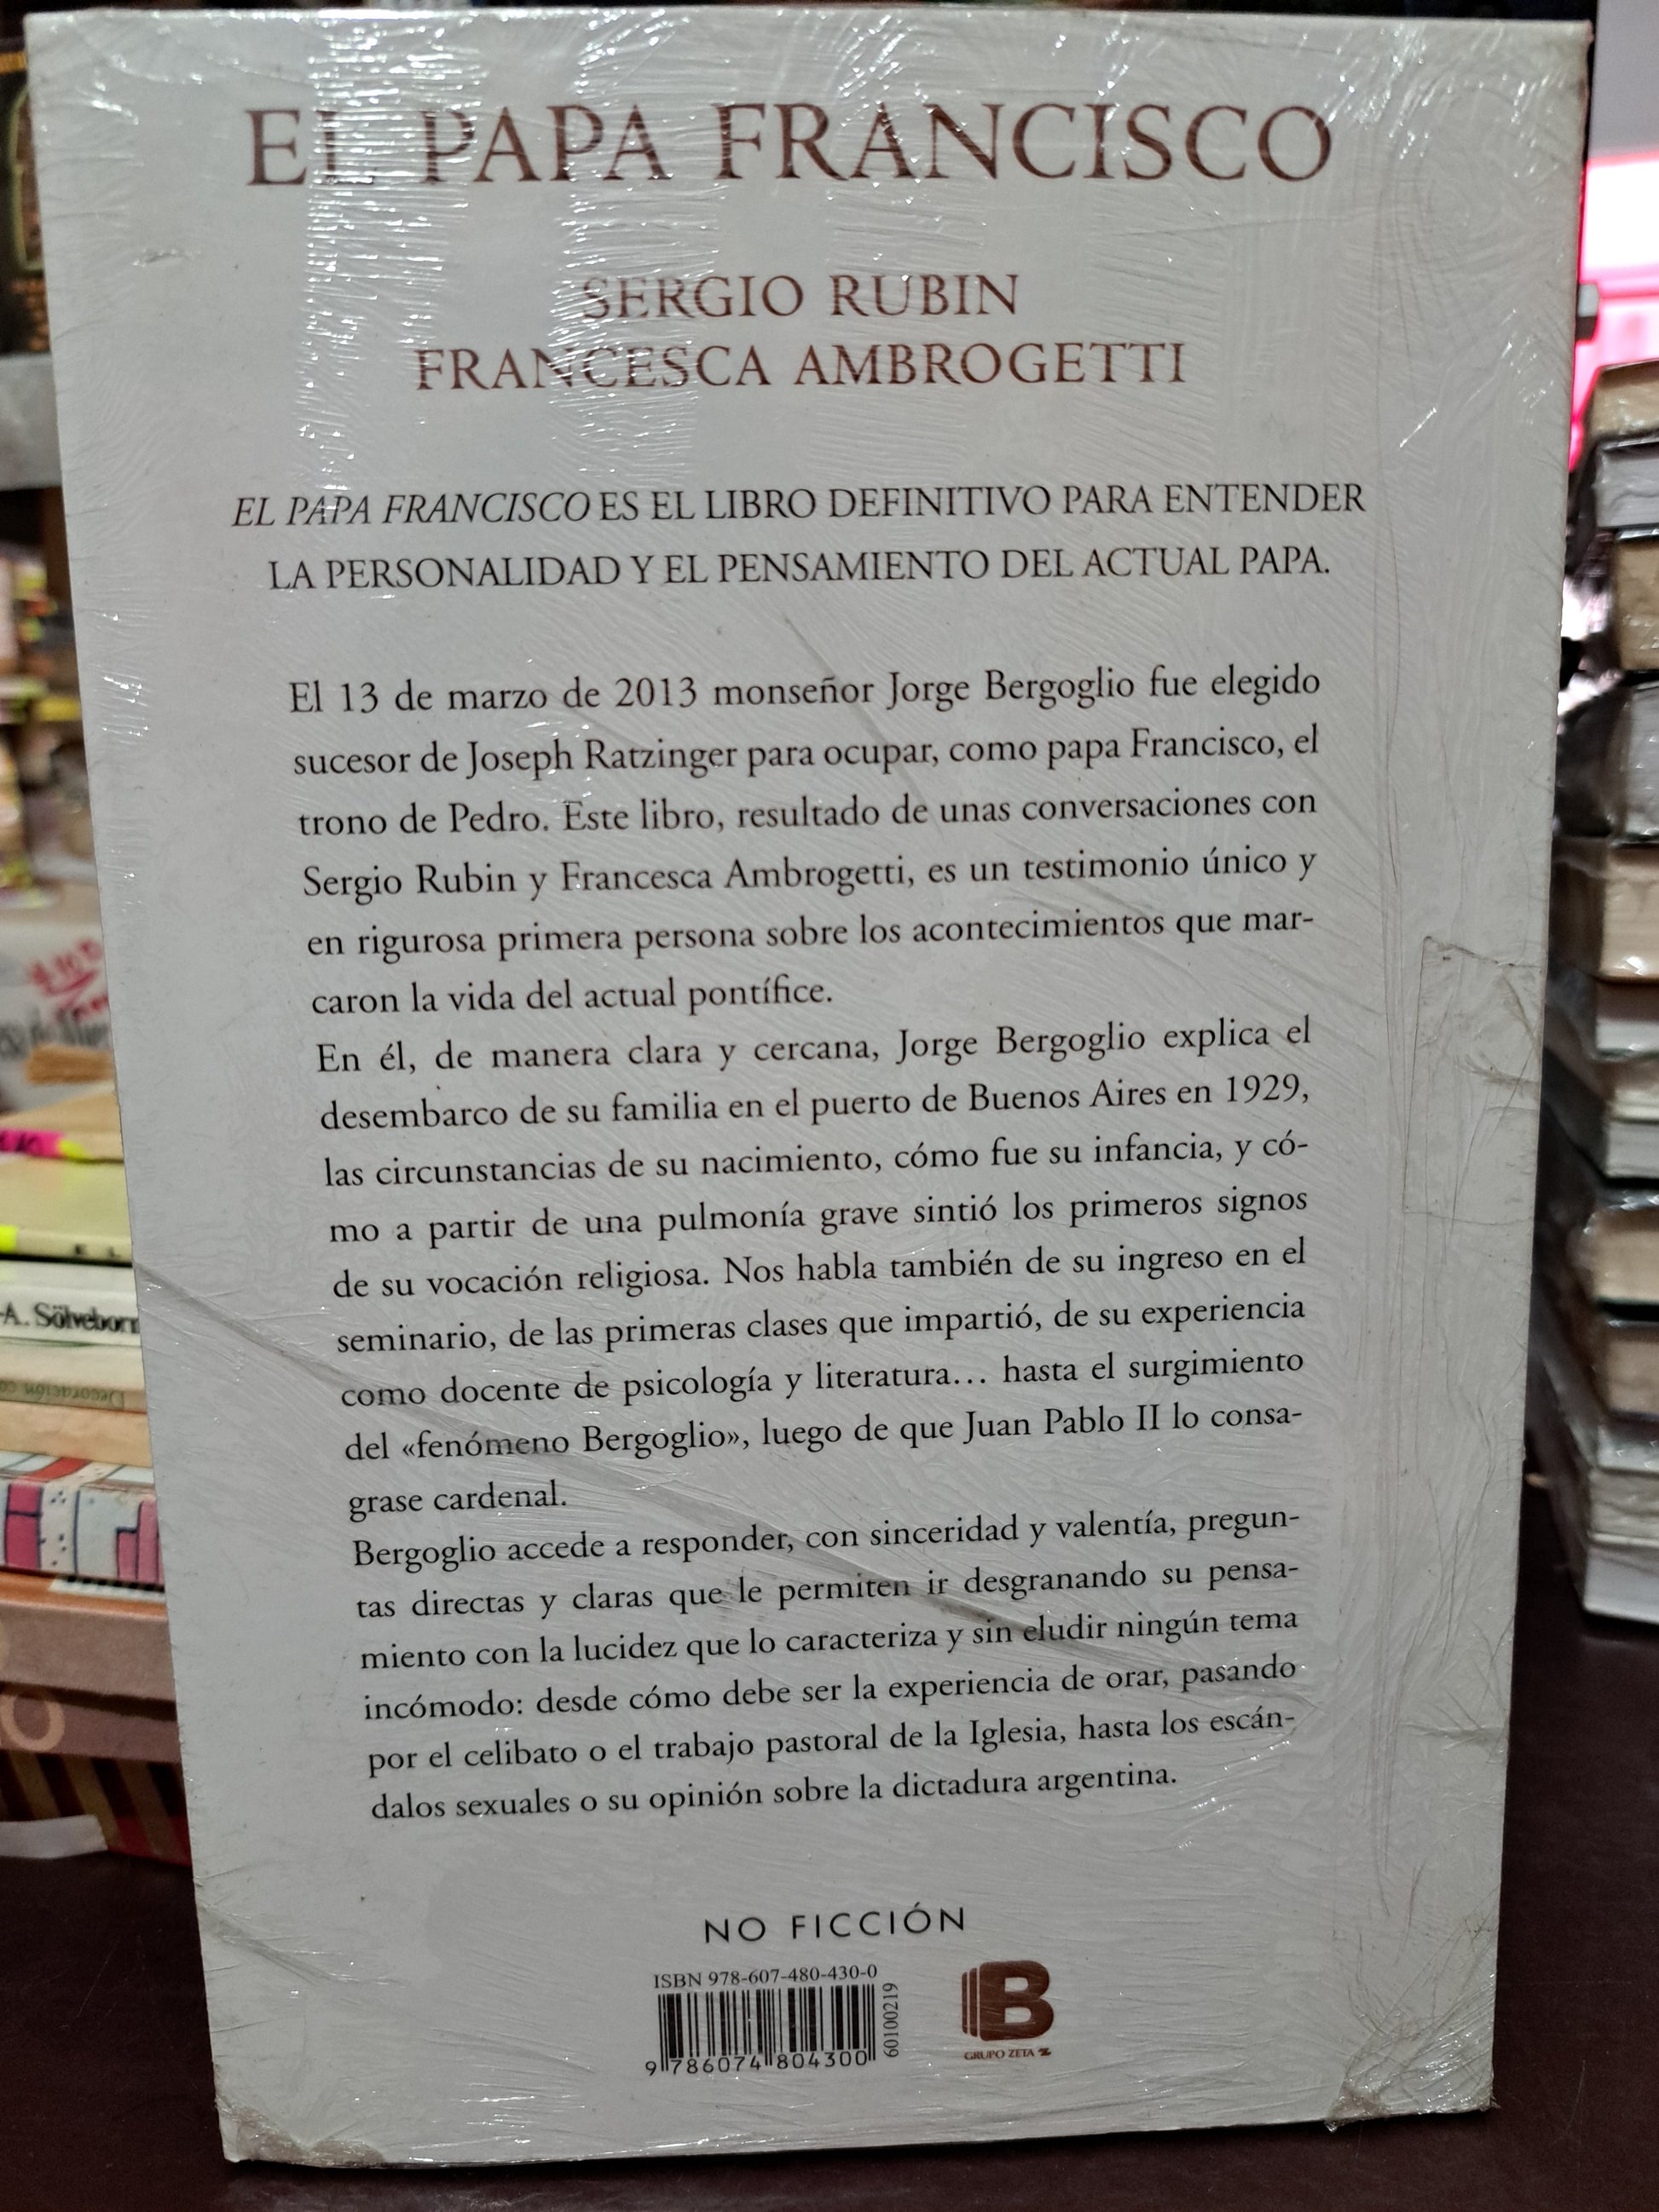 EL PAPA FRANCISCO
SERGIO RUBIN
FRANCESCA AMBROGETTI
EL PAPA FRANCISCO ES EL LIBRO DEFINITIVO PARA ENTENDER
LA PERSONALIDAD Y EL PENSAMIENTO DEL ACTUAL PAPA.
El 13 de marzo de 2013 monseñor Jorge Bergoglio fue elegido
sucesor de Joseph Ratzinger para ocupar, como papa Francisco, el
trono de Pedro. Este libro, resultado de unas conversaciones con
Sergio Rubin y Francesca Ambrogetti, es un testimonio único y
en rigurosa primera persona sobre los acontecimientos que mar-
caron la vida del actual pontífice.
En él, de manera clara y cercana, Jorge Bergoglio explica el
desembarco de su familia en el puerto de Buenos Aires en 1929,
las circunstancias de su nacimiento, cómo fue su infancia, y có-
mo a partir de una pulmonía grave sintió los primeros signos
de su vocación religiosa. Nos habla también de su ingreso en el
seminario, de las primeras clases que impartió, de su experiencia
como docente de psicología y literatura… hasta el surgimiento
del «fenómeno Bergoglio», luego de que Juan Pablo II lo consa-
grase cardenal.
Bergoglio accede a responder, con sinceridad y valentía, pregun-
tas directas y claras que le permiten ir desgranando su pensa-
miento con la lucidez que lo caracteriza y sin eludir ningún tema
incómodo: desde cómo debe ser la experiencia de orar, pasando
por el celibato o el trabajo pastoral de la Iglesia, hasta los escán-
dalos sexuales o su opinión sobre la dictadura argentina.
NO FICCIÓN
ISBN 978-607-480-430-0
9 786074 804300
60100219
B
GRUPO ZETA
A. Sölveborn
Decoración